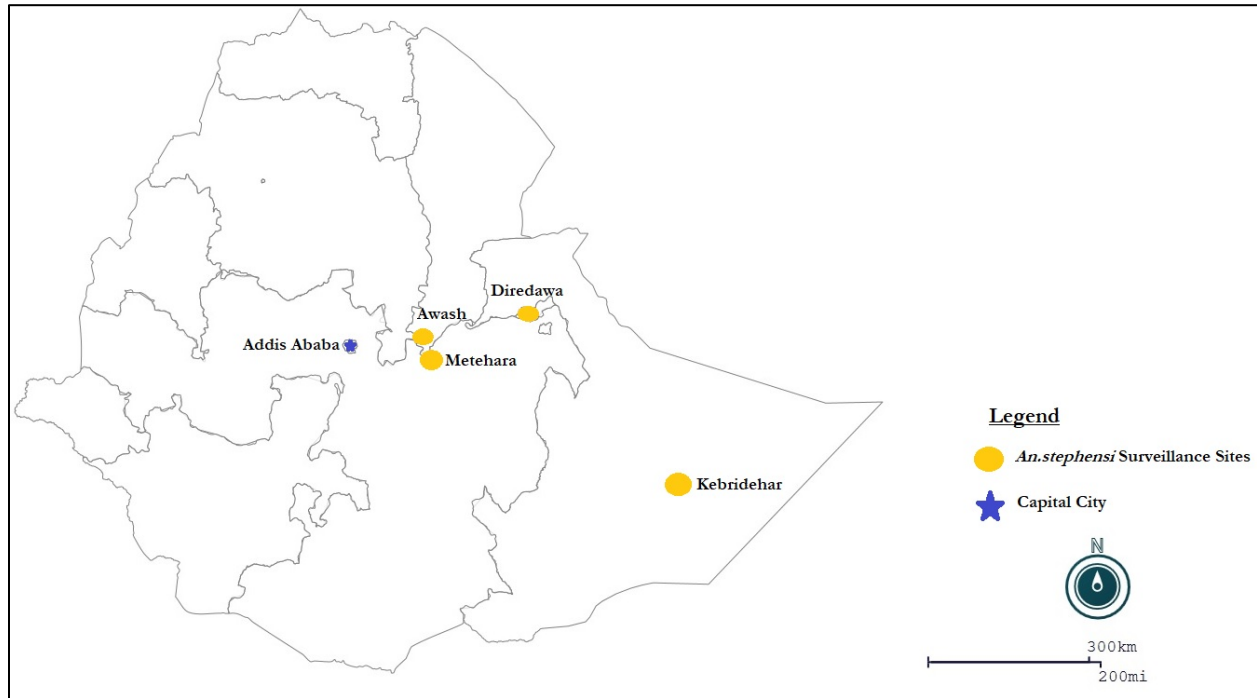 Diredawa
Awash
Addis Ababa
Metehara
Kebridehar
Legend
An.stephensi Surveillance Sites
Capital City
N
300km
200mi